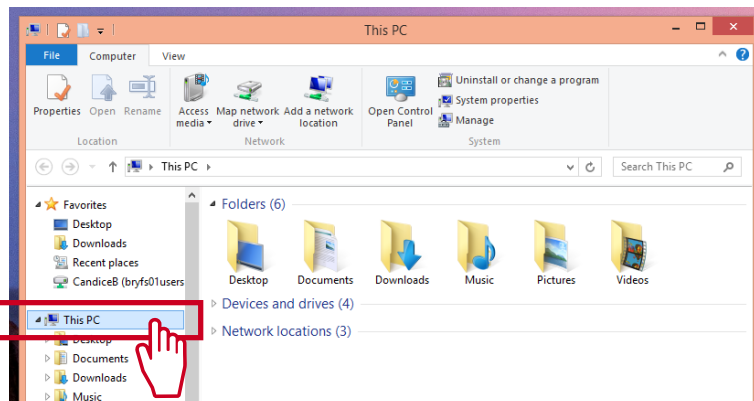 This PC
File Computer View
Properties Open Rename
Location
Access media
Map network drive
Add a network location
Network
Open Control Panel
Uninstall or change a program
System properties
Manage
System
This PC
Search This PC
Favorites
Desktop
Downloads
Recent places
CandiceB (bryfs01users
This PC
Desktop
Documents
Downloads
Music
Folders (6)
Desktop Documents Downloads Music Pictures Videos
Devices and drives (4)
Network locations (3)